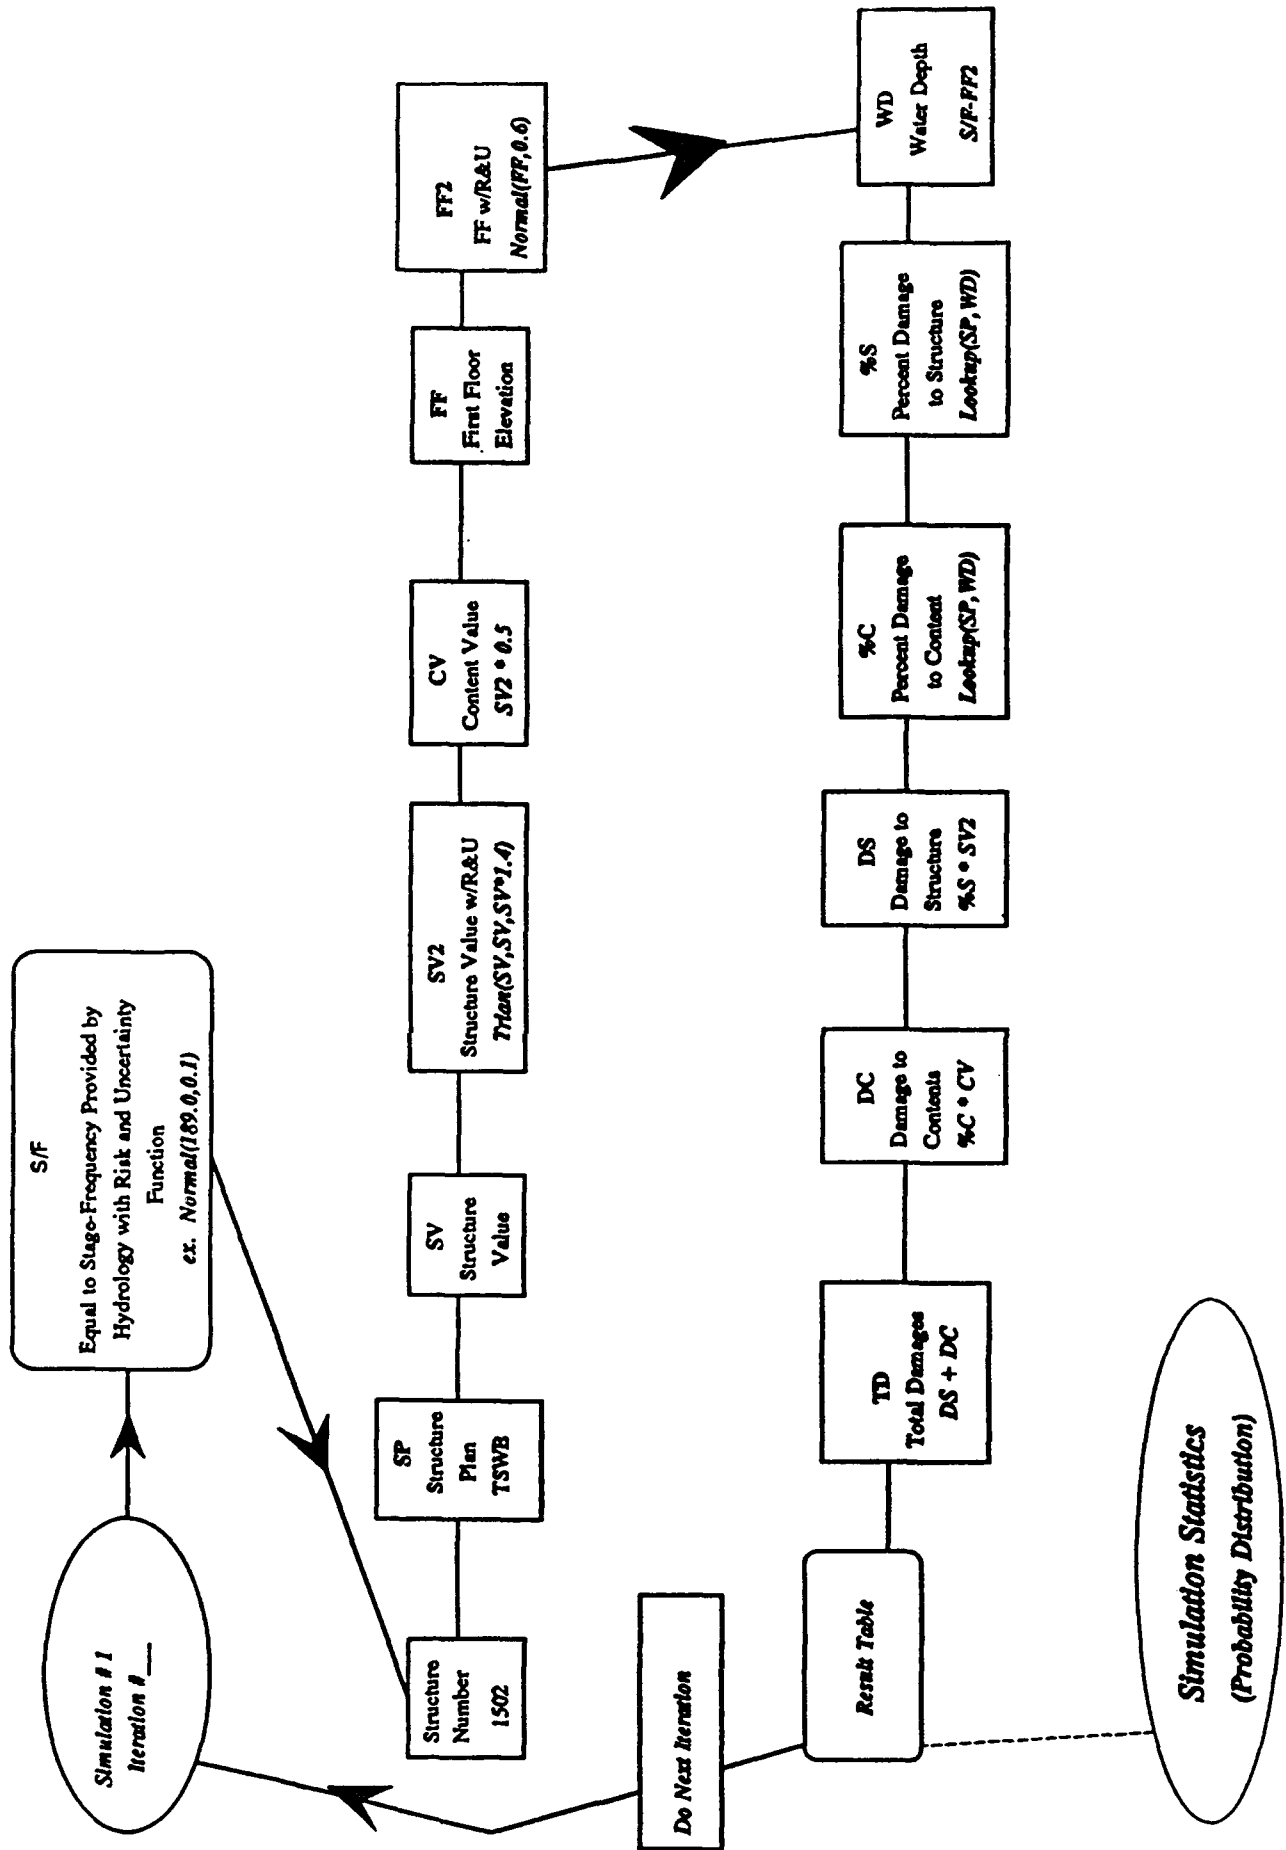 Simulation # 1
Iteration #___
S/F
Equal to Stage-Frequency Provided by
Hydrology with Risk and Uncertainty
Function
ex. Normal(189.0,0.1)
Structure
Number
1502
SP
Structure
Plan
TSWB
SV
Structure
Value
SV2
Structure Value w/R&U
Trian(SV,SV,SV*1.4)
CV
Content Value
SV2 * 0.5
FF
First Floor
Elevation
FF2
FF w/R&U
Normal(FF,0.6)
WD
Water Depth
S/F-FF2
%S
Percent Damage
to Structure
Lookup(SP,WD)
%C
Percent Damage
to Content
Lookup(SP,WD)
DS
Damage to
Structure
%S * SV2
DC
Damage to
Contents
%C * CV
TD
Total Damages
DS + DC
Result Table
Do Next Iteration
Simulation Statistics
(Probability Distribution)